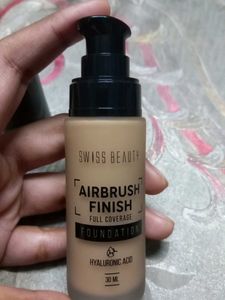 SWISS BEAUTY
AIRBRUSH
FINISH
FULL COVERAGE
FOUNDATION
HYALURONIC ACID
30 ML